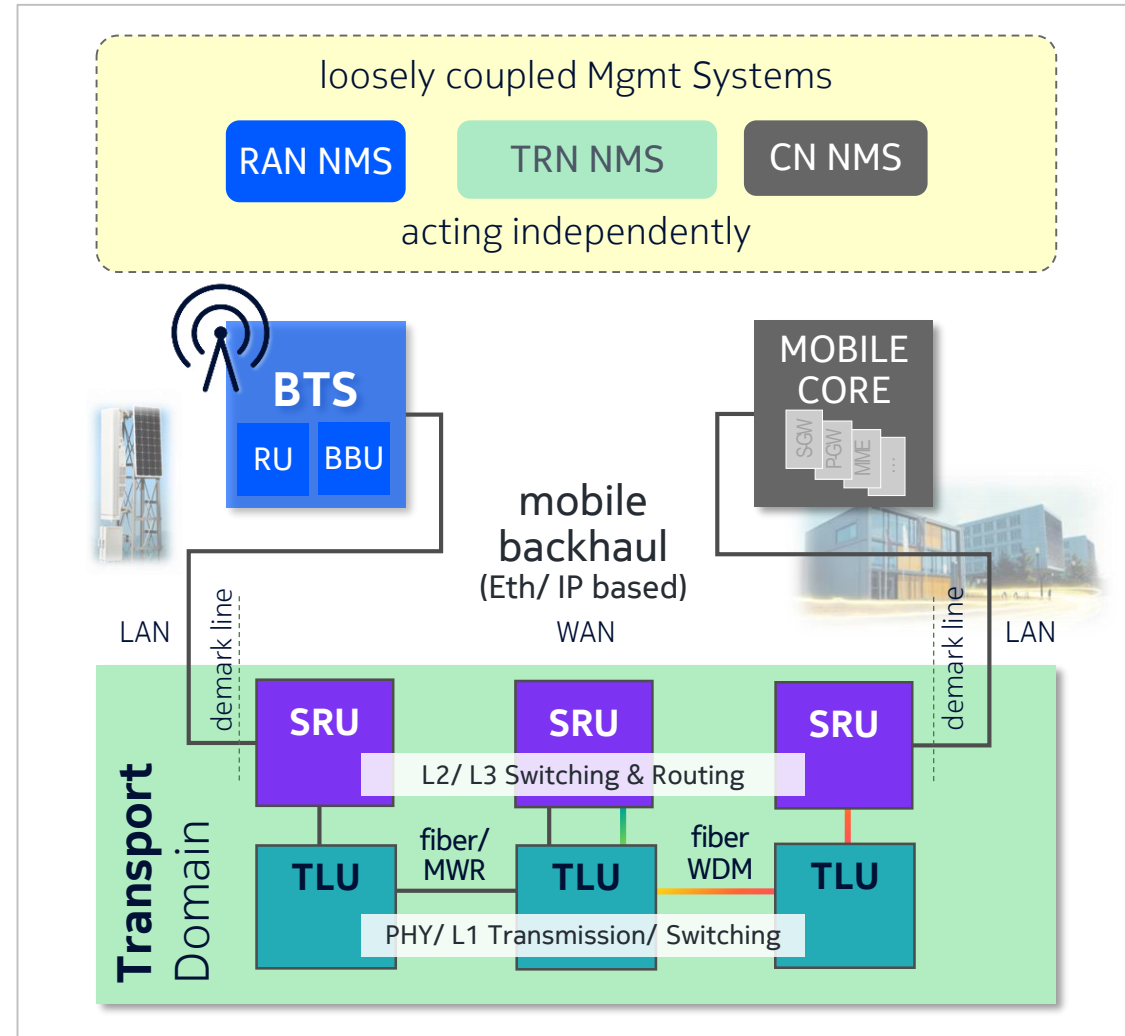 loosely coupled Mgmt Systems
RAN NMS
TRN NMS
CN NMS
acting independently
BTS
RU
BBU
MOBILE
CORE
S-GW
P-GW
MME
...
mobile
backhaul
(Eth/ IP based)
LAN
demark line
WAN
demark line
LAN
Transport
Domain
SRU
SRU
SRU
L2/ L3 Switching & Routing
fiber/
MWR
fiber
WDM
TLU
TLU
TLU
PHY/ L1 Transmission/ Switching